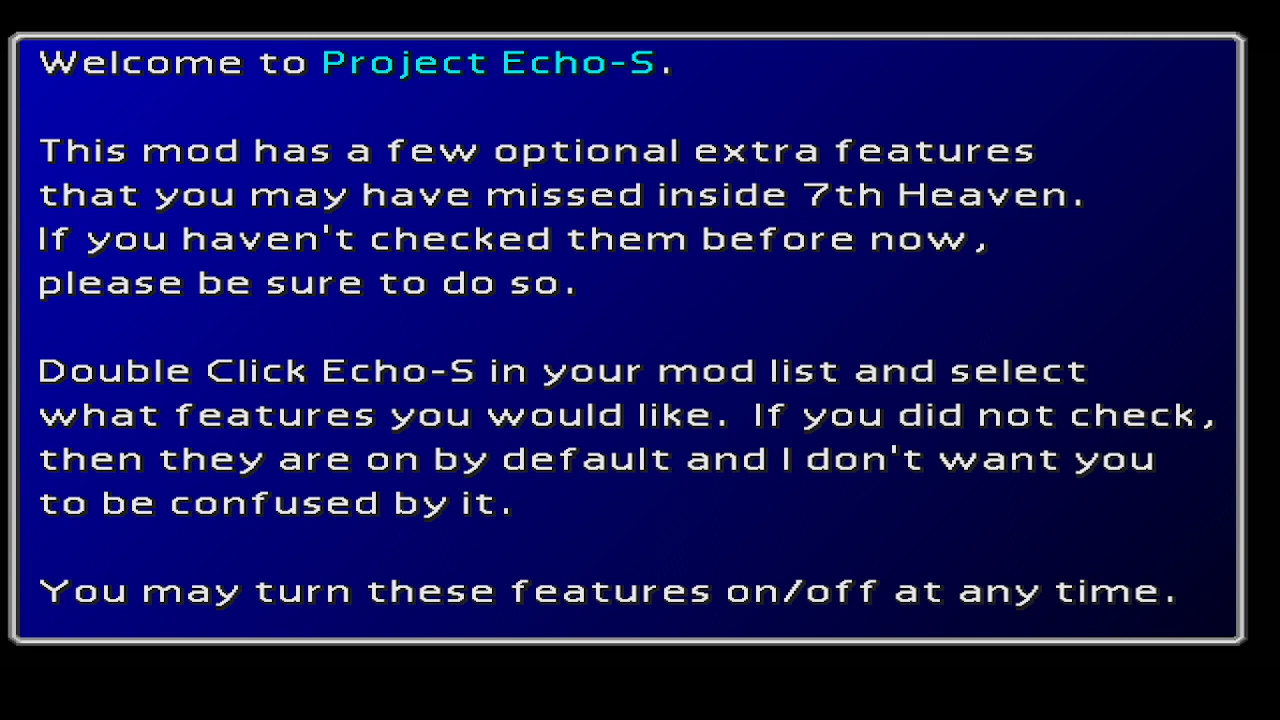 Welcome to Project Echo-S.
This mod has a few optional extra features
that you may have missed inside 7th Heaven.
If you haven't checked them before now,
please be sure to do so.
Double Click Echo-S in your mod list and select
what features you would like. If you did not check,
then they are on by default and I don't want you
to be confused by it.
You may turn these features on/off at any time.